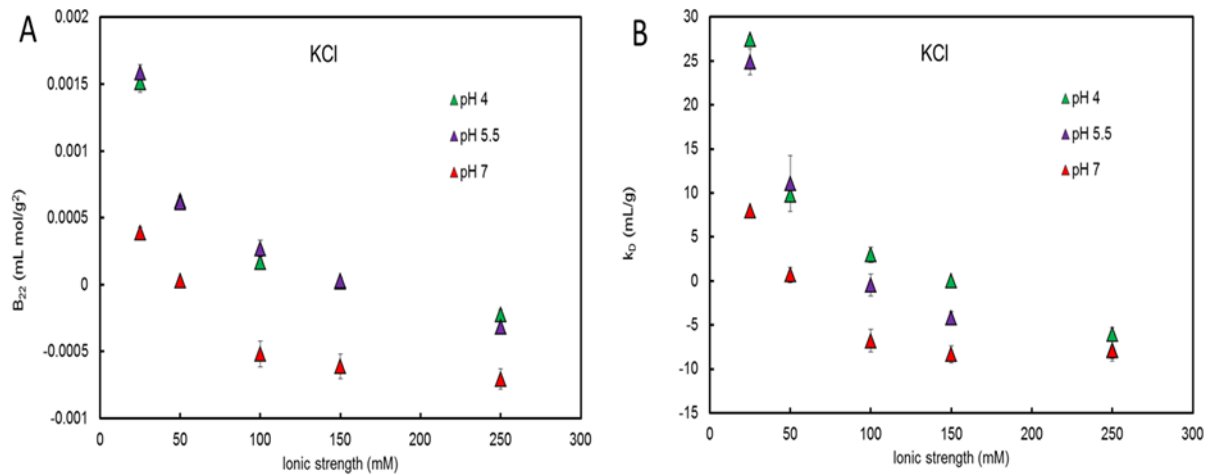 A
KCl
pH 4
pH 5.5
pH 7
B₂₂ (mL mol/g²)
0.002
0.0015
0.001
0.0005
0
-0.0005
-0.001
0 50 100 150 200 250 300
Ionic strength (mM)
B
KCl
pH 4
pH 5.5
pH 7
k_D (mL/g)
30
25
20
15
10
5
0
-5
-10
-15
0 50 100 150 200 250 300
Ionic strength (mM)